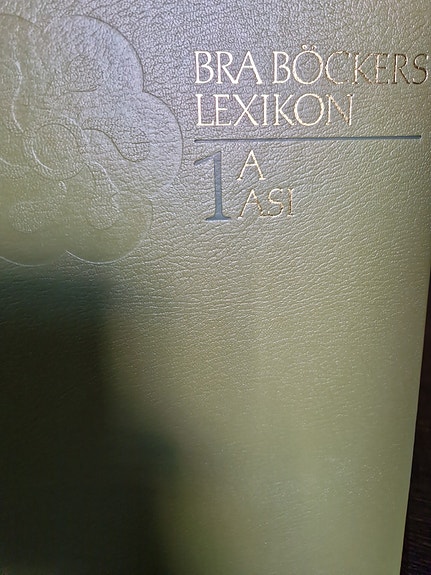 BRA BÖCKERS
LEXIKON
1 A
ASI